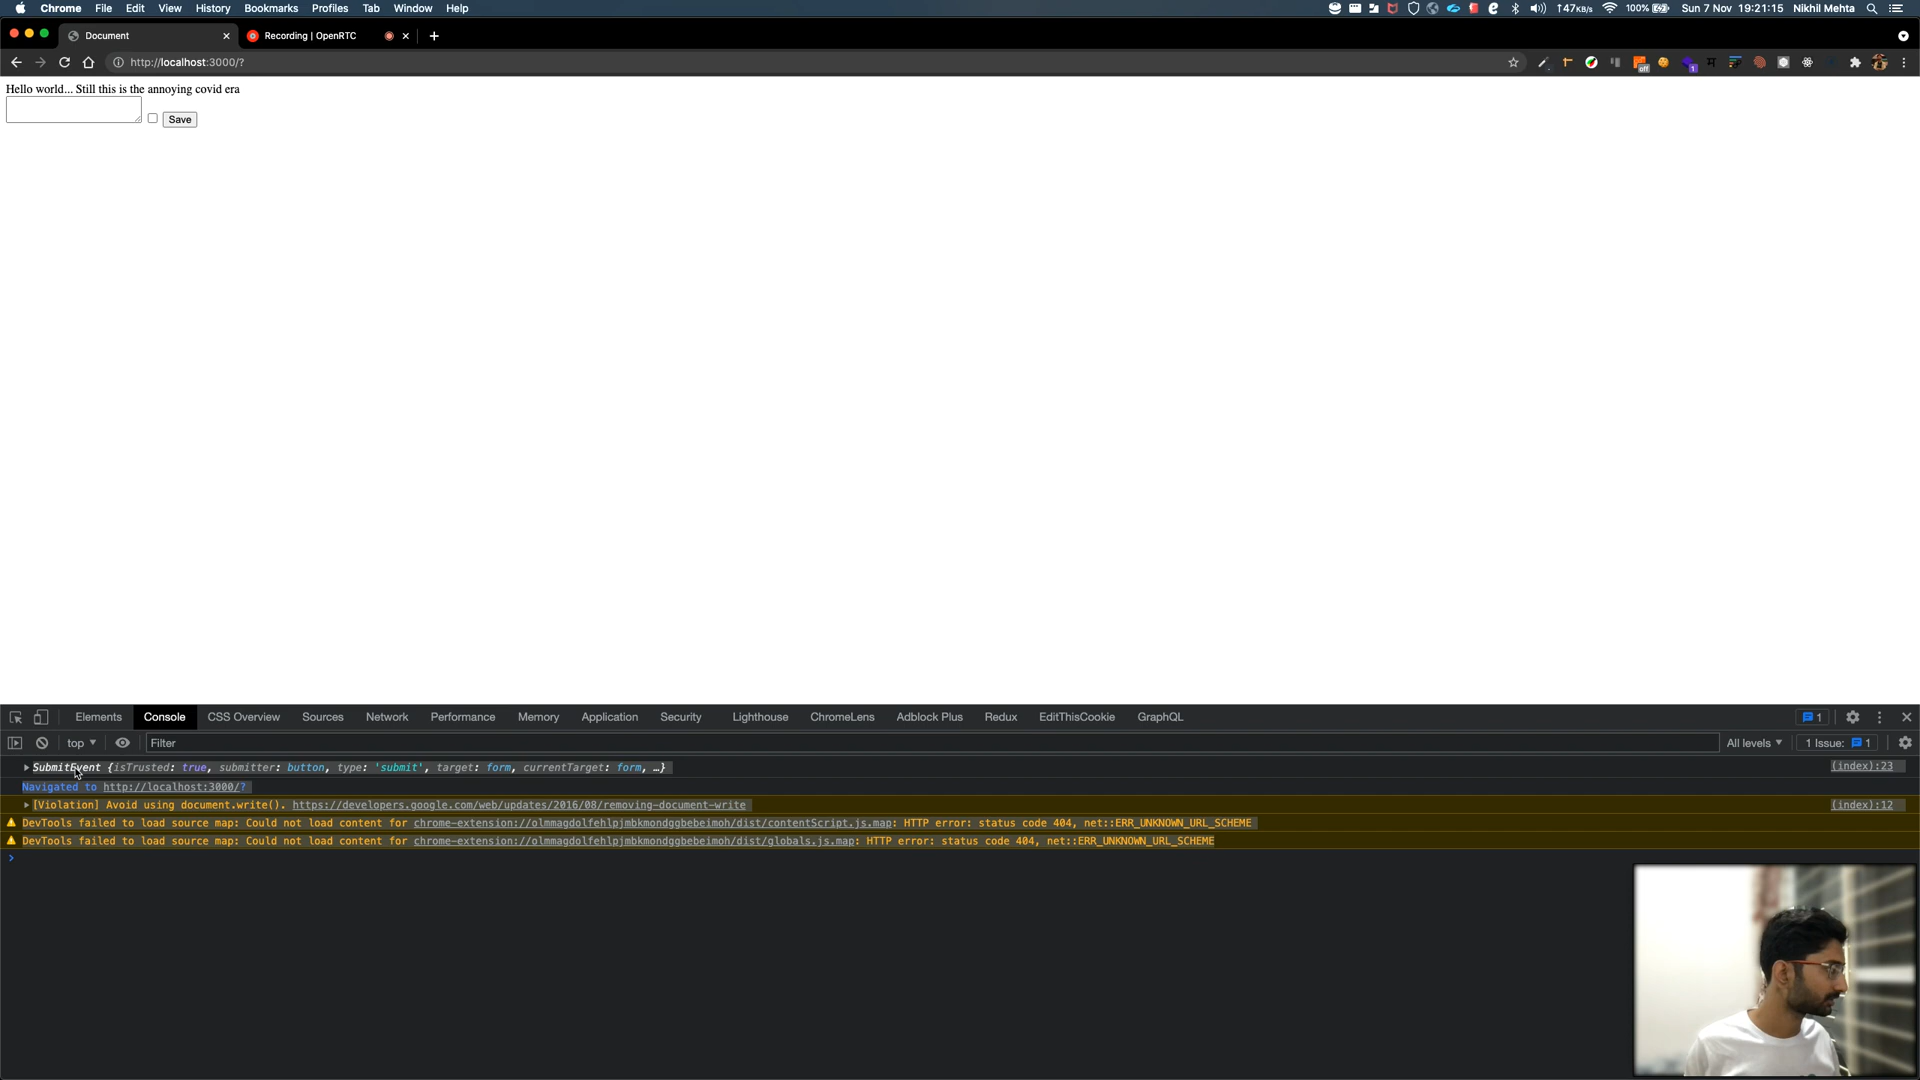 Chrome File Edit View History Bookmarks Profiles Tab Window Help 147KB/s 100% Sun 7 Nov 19:21:15 Nikhil Mehta
Document Recording | OpenRTC
http://localhost:3000/? off 1
Hello world... Still this is the annoying covid era
Save
Elements Console CSS Overview Sources Network Performance Memory Application Security Lighthouse ChromeLens Adblock Plus Redux EditThisCookie GraphQL 1
top Filter All levels 1 Issue: 1
SubmitEvent {isTrusted: true, submitter: button, type: 'submit', target: form, currentTarget: form, …} (index):23
Navigated to http://localhost:3000/?
[Violation] Avoid using document.write(). https://developers.google.com/web/updates/2016/08/removing-document-write (index):12
DevTools failed to load source map: Could not load content for chrome-extension://olmmagdolfehlpjmbkmondggbebeimoh/dist/contentScript.js.map: HTTP error: status code 404, net::ERR_UNKNOWN_URL_SCHEME
DevTools failed to load source map: Could not load content for chrome-extension://olmmagdolfehlpjmbkmondggbebeimoh/dist/globals.js.map: HTTP error: status code 404, net::ERR_UNKNOWN_URL_SCHEME